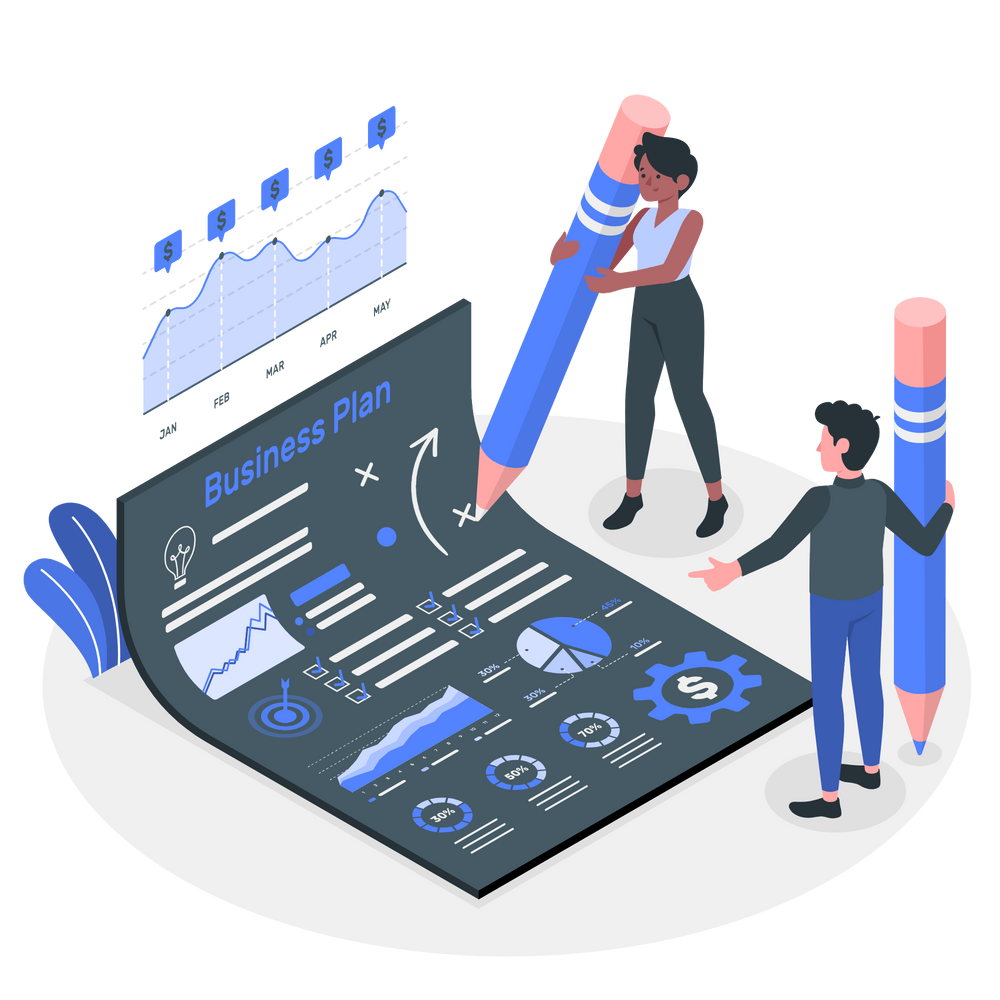 $
$
$
$
$
JAN
FEB
MAR
APR
MAY
Business Plan
45%
10%
30%
30%
$
70%
50%
30%